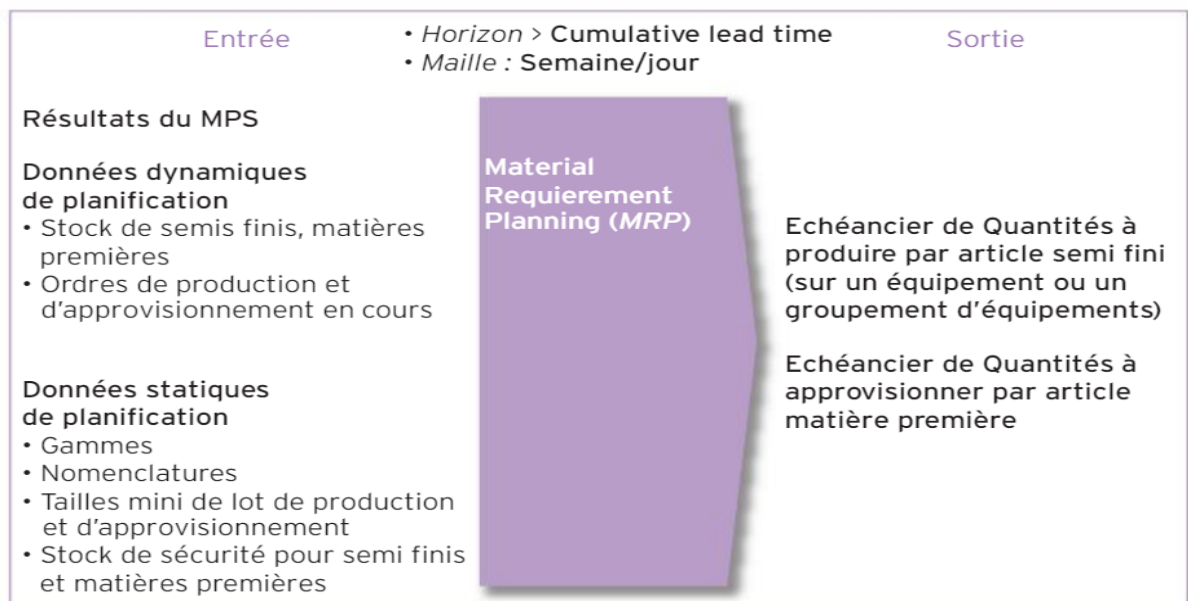 Entrée
• Horizon > Cumulative lead time
• Maille : Semaine/jour
Sortie
Résultats du MPS
Données dynamiques
de planification
• Stock de semis finis, matières
premières
• Ordres de production et
d'approvisionnement en cours
Données statiques
de planification
• Gammes
• Nomenclatures
• Tailles mini de lot de production
et d'approvisionnement
• Stock de sécurité pour semi finis
et matières premières
Material
Requierement
Planning (MRP)
Echéancier de Quantités à
produire par article semi fini
(sur un équipement ou un
groupement d'équipements)
Echéancier de Quantités à
approvisionner par article
matière première